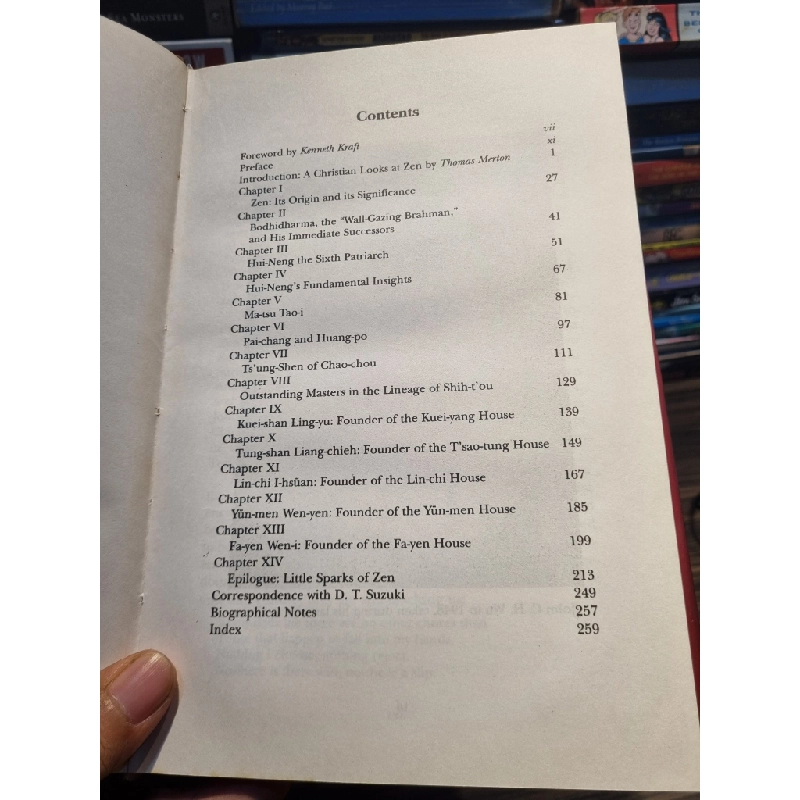 Contents
Foreword by Kenneth Kraft vii
Preface xi
Introduction: A Christian Looks at Zen by Thomas Merton 1
Chapter I
Zen: Its Origin and its Significance 27
Chapter II
Bodhidharma, the "Wall-Gazing Brahman,"
and His Immediate Successors 41
Chapter III
Hui-Neng the Sixth Patriarch 51
Chapter IV
Hui-Neng's Fundamental Insights 67
Chapter V
Ma-tsu Tao-i 81
Chapter VI
Pai-chang and Huang-po 97
Chapter VII
Ts'ung-Shen of Chao-chou 111
Chapter VIII
Outstanding Masters in the Lineage of Shih-t'ou 129
Chapter IX
Kuei-shan Ling-yu: Founder of the Kuei-yang House 139
Chapter X
Tung-shan Liang-chieh: Founder of the T'sao-tung House 149
Chapter XI
Lin-chi I-hsüan: Founder of the Lin-chi House 167
Chapter XII
Yün-men Wen-yen: Founder of the Yün-men House 185
Chapter XIII
Fa-yen Wen-i: Founder of the Fa-yen House 199
Chapter XIV
Epilogue: Little Sparks of Zen 213
Correspondence with D. T. Suzuki 249
Biographical Notes 257
Index 259
MONSTERS